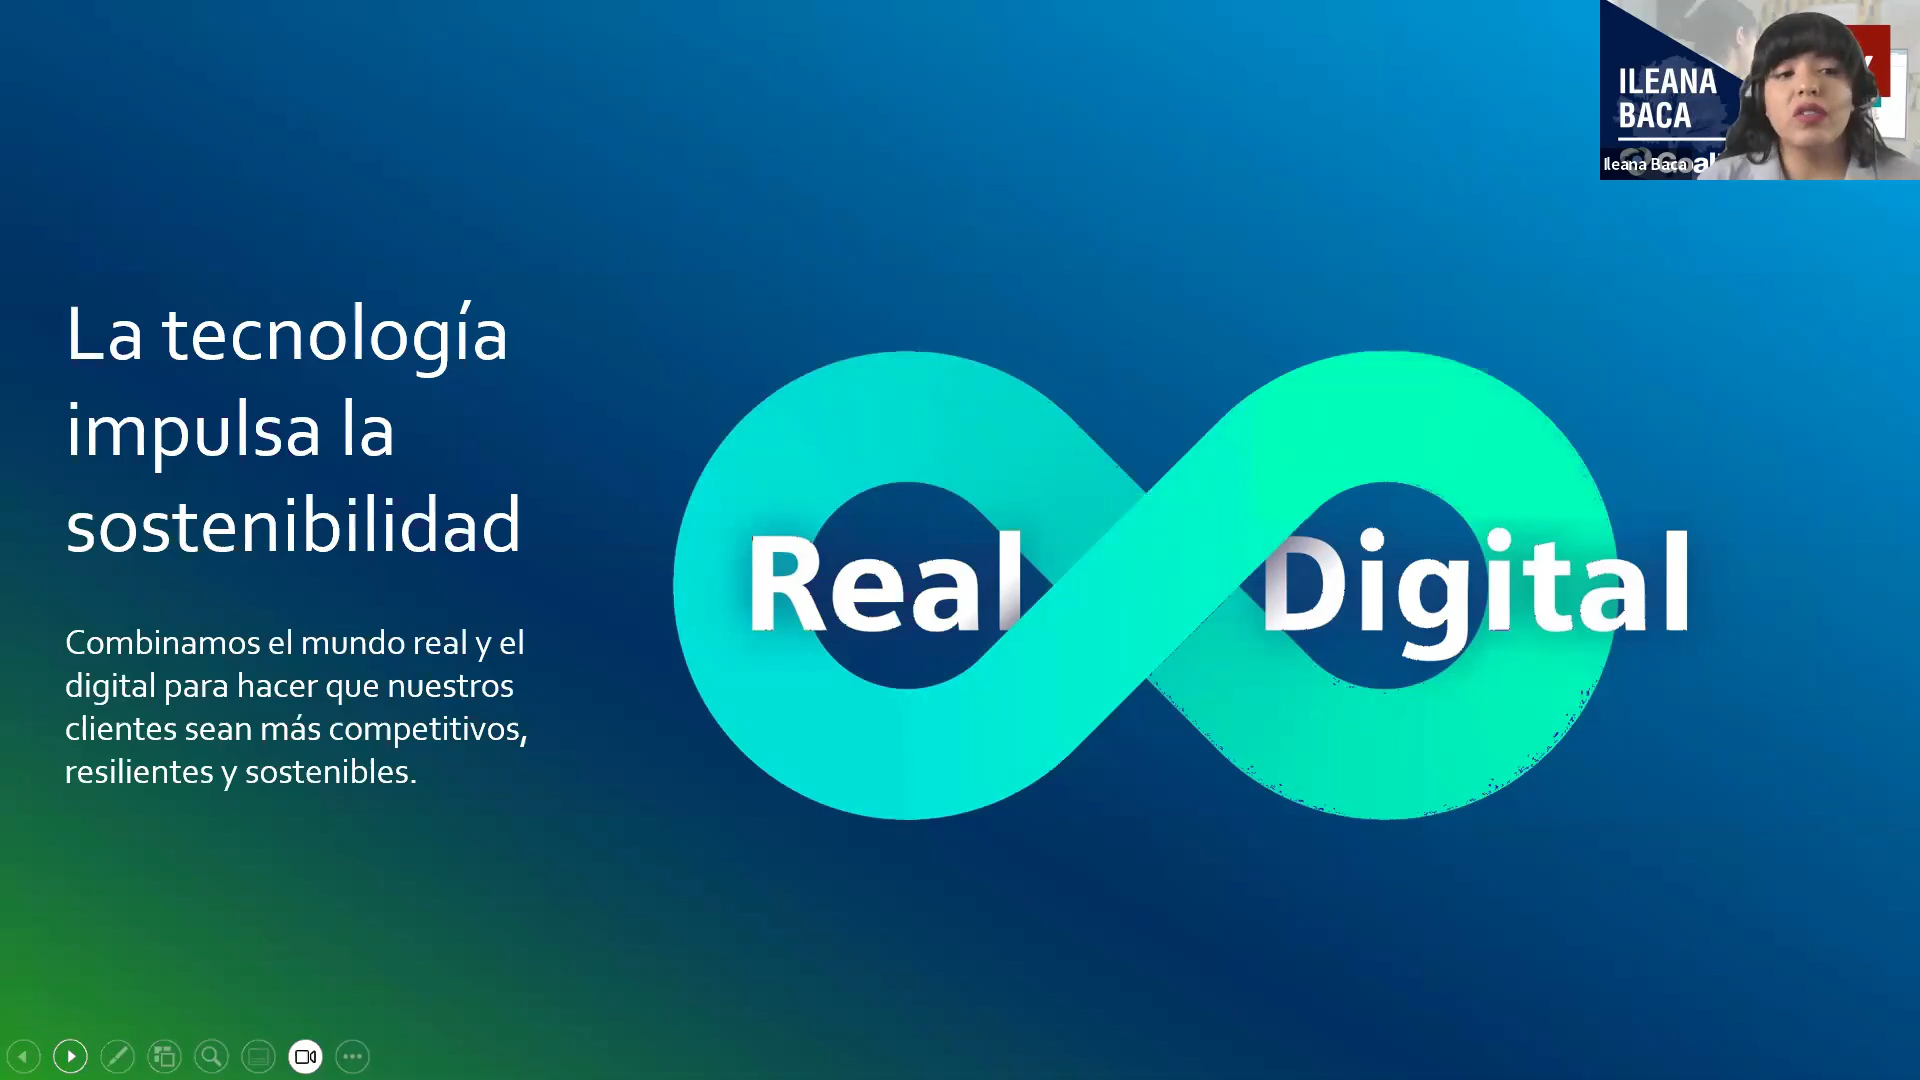 La tecnología
impulsa la
sostenibilidad
Combinamos el mundo real y el
digital para hacer que nuestros
clientes sean más competitivos,
resilientes y sostenibles.
Real
Digital
ILEANA
BACA
Ileana Baca